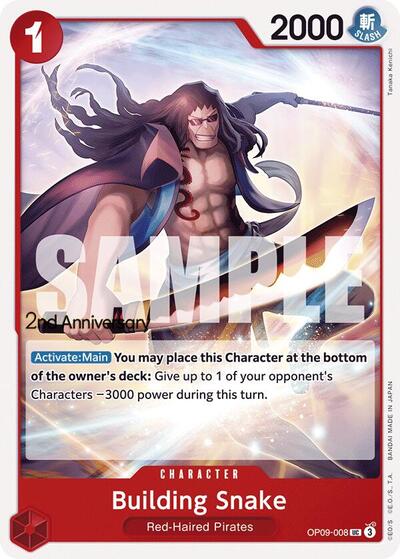 1
2000
斬
SLASH
Tanaka Kenichi
SAMPLE
2nd Anniversary
Activate:Main You may place this Character at the bottom
of the owner's deck: Give up to 1 of your opponent's
Characters −3000 power during this turn.
CHARACTER
Building Snake
Red-Haired Pirates
OP09-008 UC 3
©E.O/S ©E.O./S., T.A. BANDAI MADE IN JAPAN